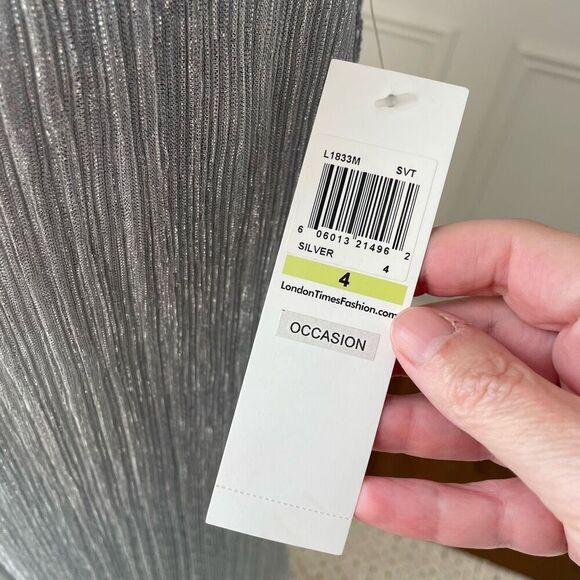 L1833M SVT
6 06013 21496 2
SILVER 4
4
LondonTimesFashion.com
OCCASION